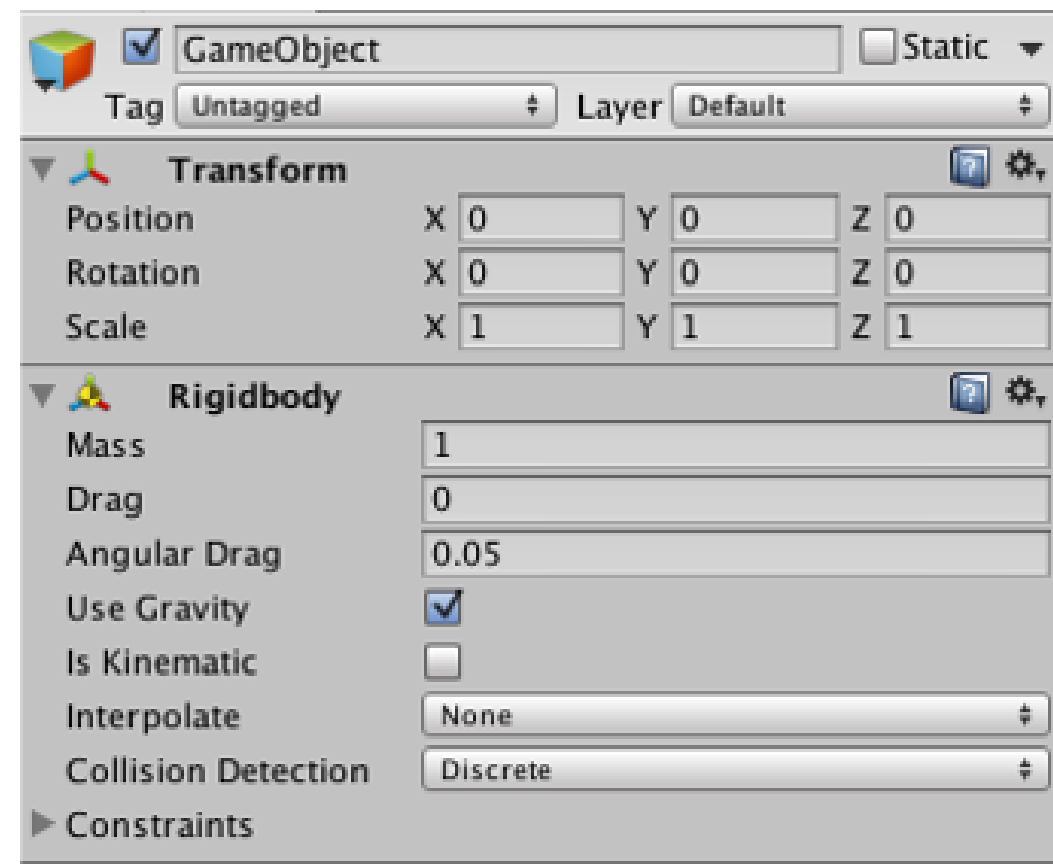 GameObject Static
Tag Untagged Layer Default
Transform
Position X 0 Y 0 Z 0
Rotation X 0 Y 0 Z 0
Scale X 1 Y 1 Z 1
Rigidbody
Mass 1
Drag 0
Angular Drag 0.05
Use Gravity
Is Kinematic
Interpolate None
Collision Detection Discrete
Constraints